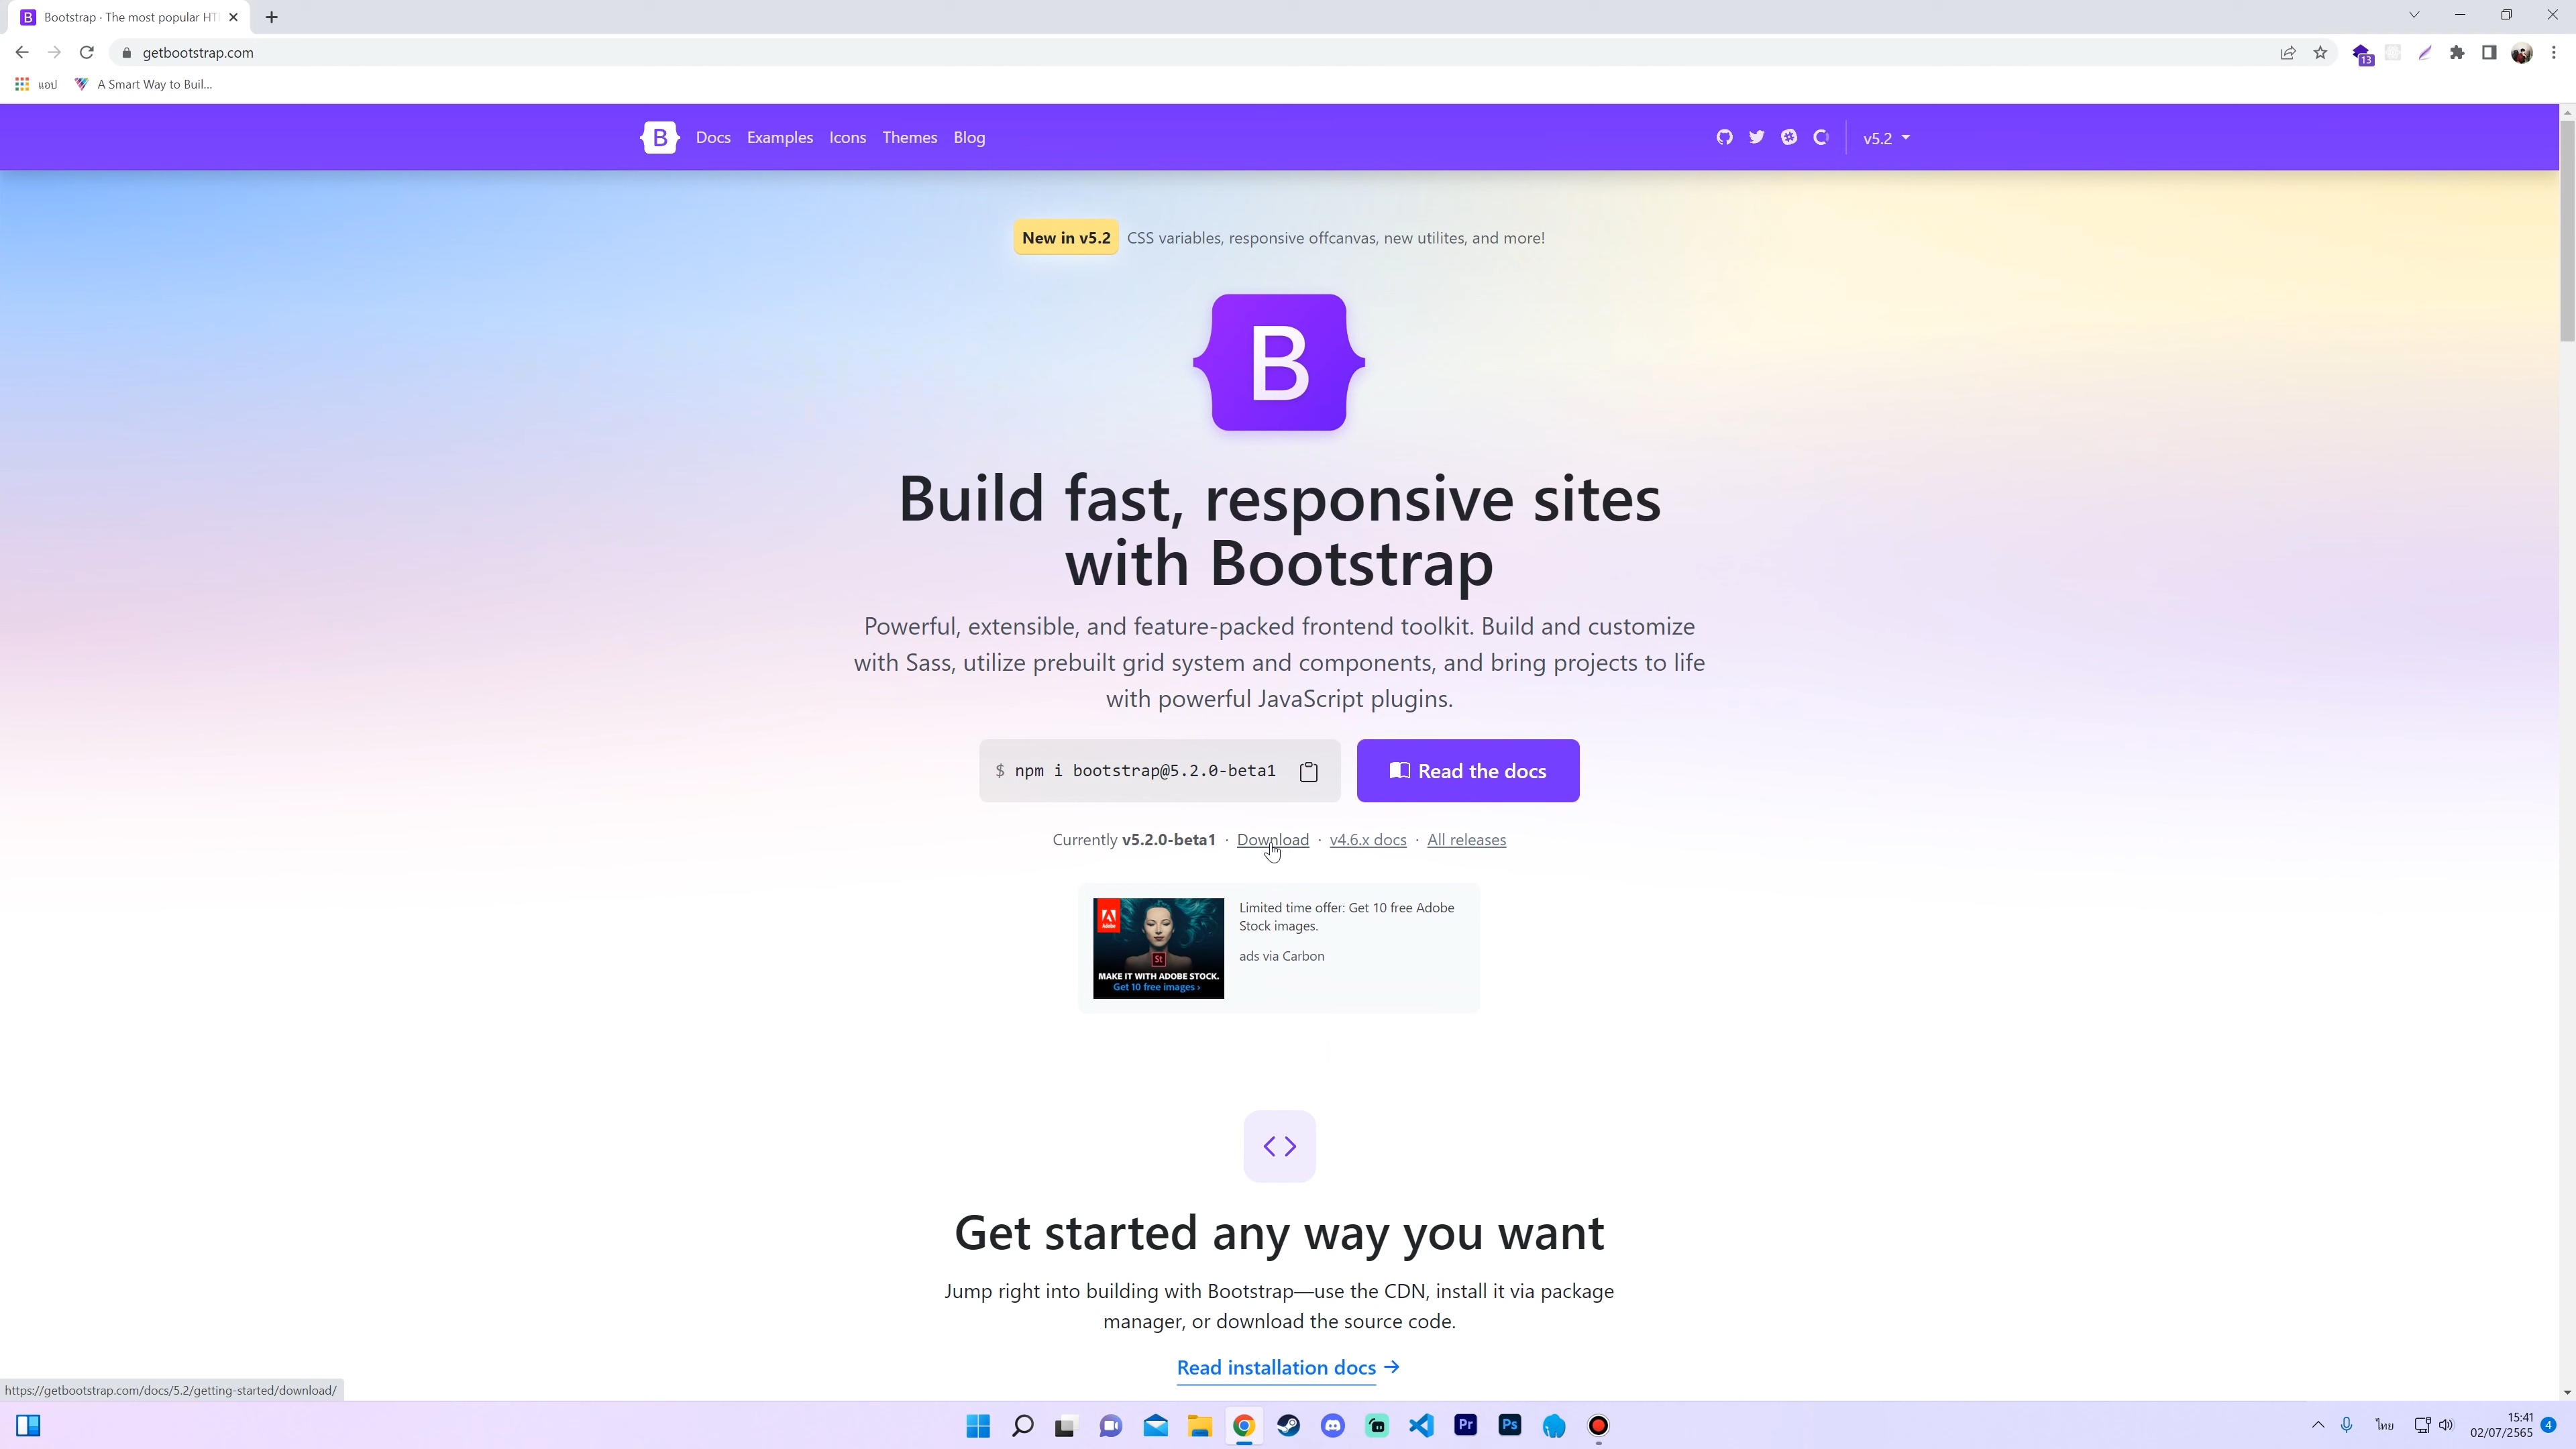 Bootstrap · The most popular HT
getbootstrap.com
13
แอป
A Smart Way to Buil...
B
Docs
Examples
Icons
Themes
Blog
v5.2
New in v5.2
CSS variables, responsive offcanvas, new utilites, and more!
B
Build fast, responsive sites
with Bootstrap
Powerful, extensible, and feature-packed frontend toolkit. Build and customize
with Sass, utilize prebuilt grid system and components, and bring projects to life
with powerful JavaScript plugins.
$ npm i bootstrap@5.2.0-beta1
Read the docs
Currently v5.2.0-beta1 · Download · v4.6.x docs · All releases
Limited time offer: Get 10 free Adobe
Stock images.
ads via Carbon
Adobe
St
MAKE IT WITH ADOBE STOCK.
Get 10 free images ›
Get started any way you want
Jump right into building with Bootstrap—use the CDN, install it via package
manager, or download the source code.
Read installation docs
https://getbootstrap.com/docs/5.2/getting-started/download/
Pr
Ps
ไทย
15:41
02/07/2565
4